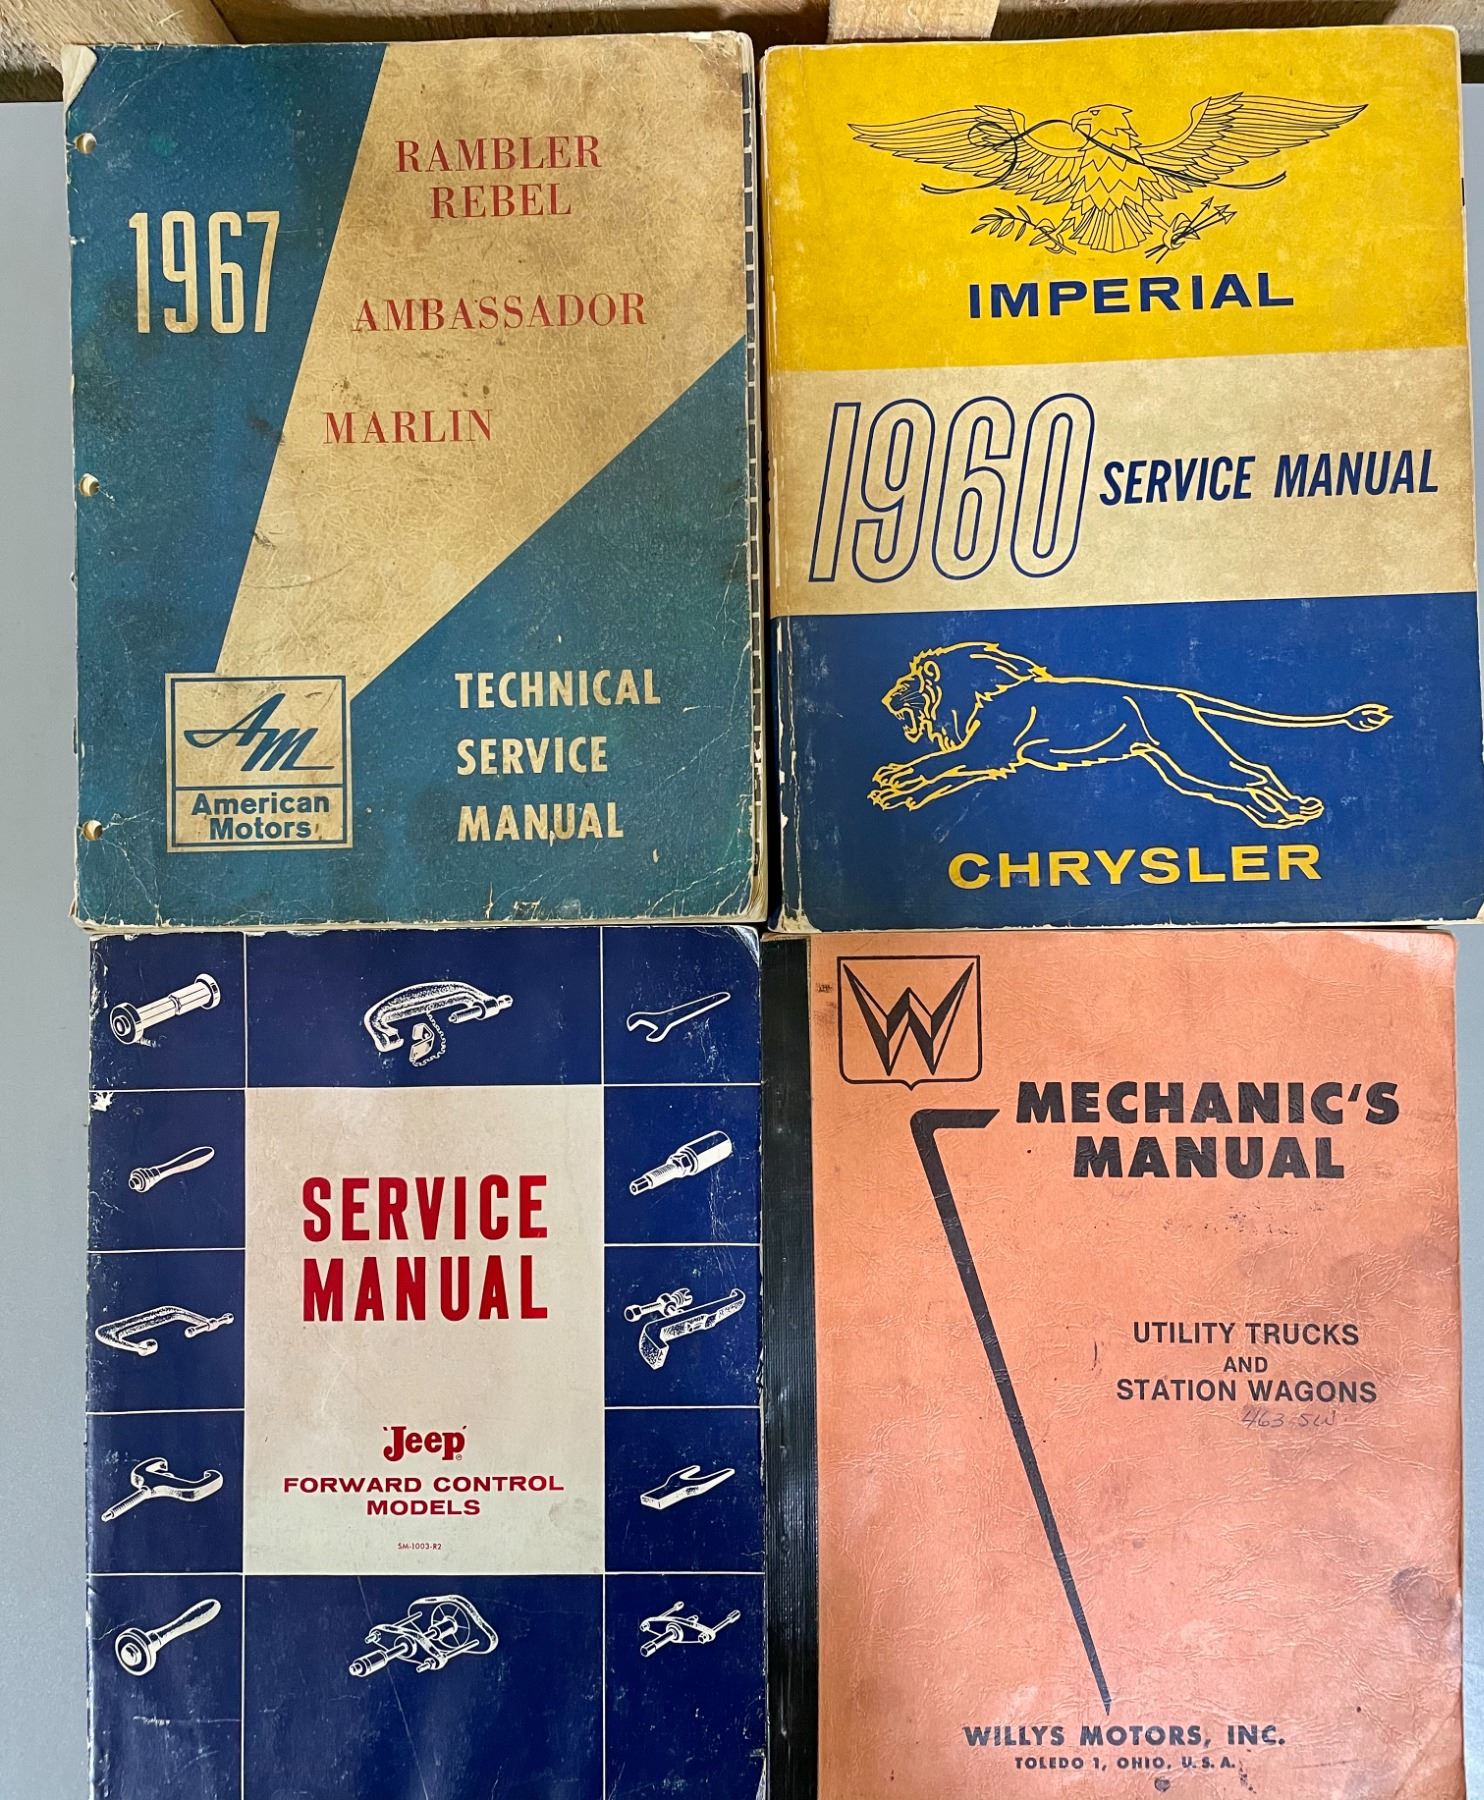 1967
RAMBLER
REBEL
AMBASSADOR
MARLIN
AM
American
Motors
TECHNICAL
SERVICE
MANUAL
IMPERIAL
1960 SERVICE MANUAL
CHRYSLER
SERVICE
MANUAL
'Jeep'
FORWARD CONTROL
MODELS
SM-1003-R2
W
MECHANIC'S
MANUAL
UTILITY TRUCKS
AND
STATION WAGONS
463 SW
WILLYS MOTORS, INC.
TOLEDO 1, OHIO, U.S.A.